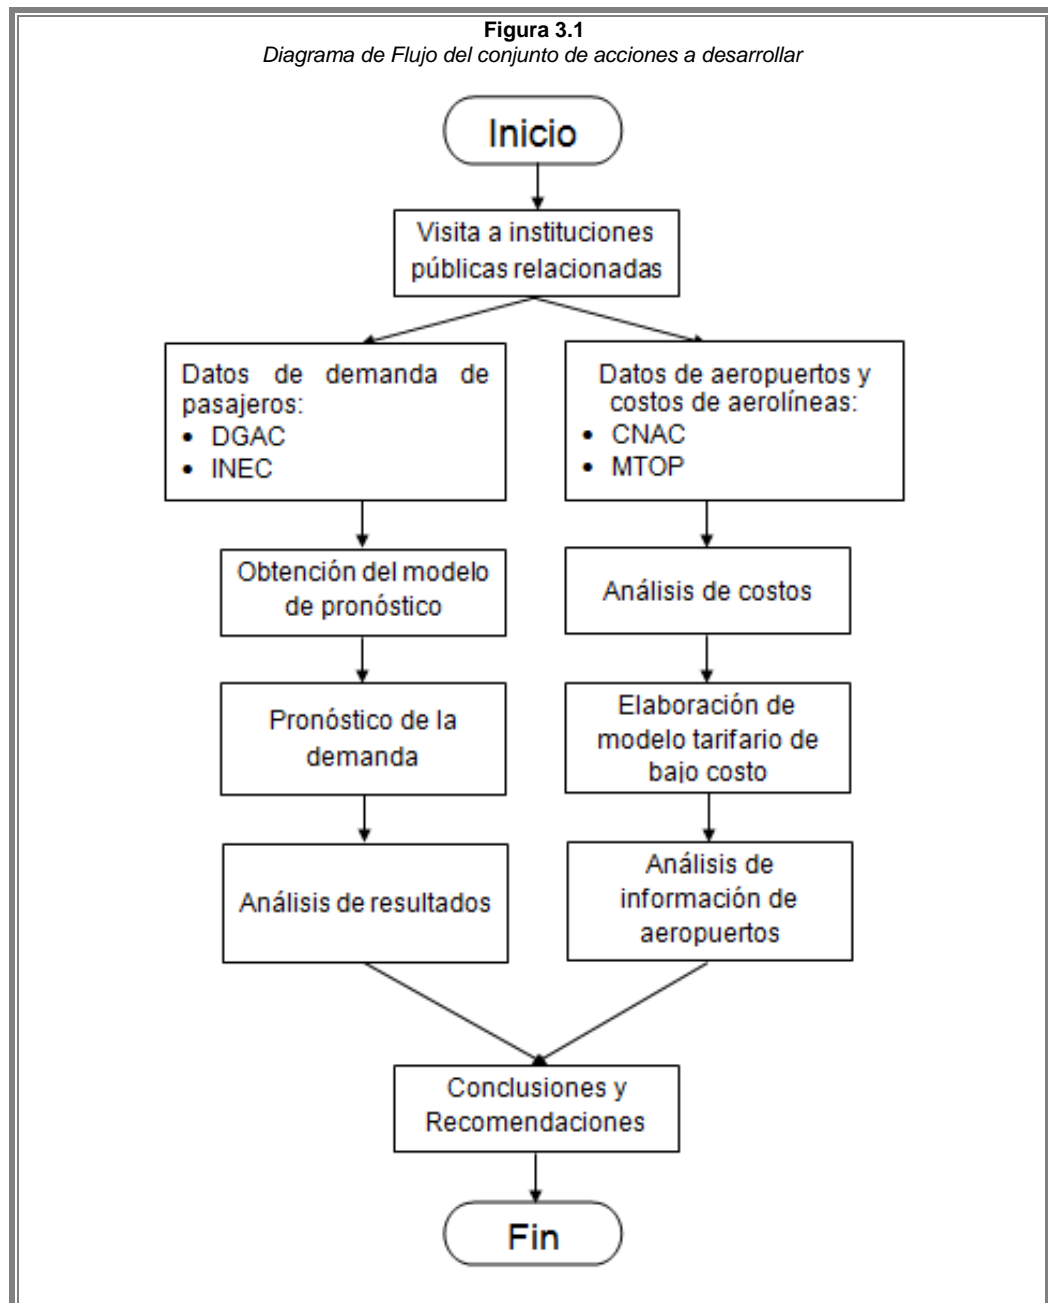 Figura 3.1
Diagrama de Flujo del conjunto de acciones a desarrollar
Inicio
Visita a instituciones
públicas relacionadas
Datos de demanda de
pasajeros:
• DGAC
• INEC
Datos de aeropuertos y
costos de aerolíneas:
• CNAC
• MTOP
Obtención del modelo
de pronóstico
Análisis de costos
Pronóstico de la
demanda
Elaboración de
modelo tarifario de
bajo costo
Análisis de resultados
Análisis de
información de
aeropuertos
Conclusiones y
Recomendaciones
Fin